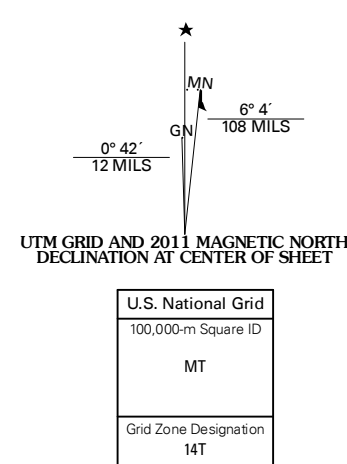 ★
MN
GN
6° 4´
108 MILS
0° 42´
12 MILS
UTM GRID AND 2011 MAGNETIC NORTH
DECLINATION AT CENTER OF SHEET
U.S. National Grid
100,000-m Square ID
MT
Grid Zone Designation
14T